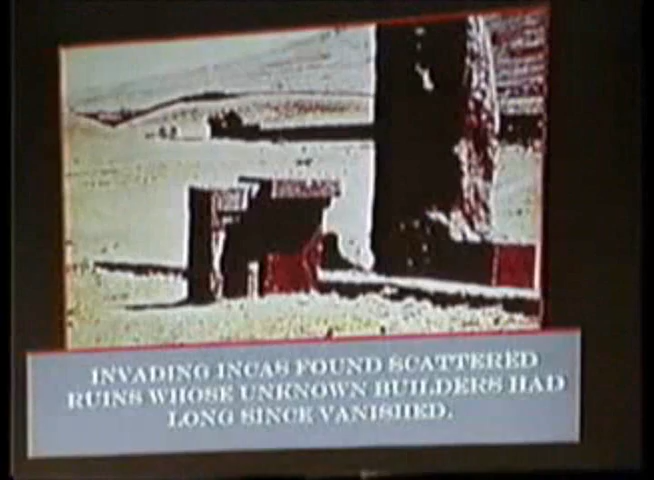 INVADING INCAS FOUND SCATTERED
RUINS WHOSE UNKNOWN BUILDERS HAD
LONG SINCE VANISHED.